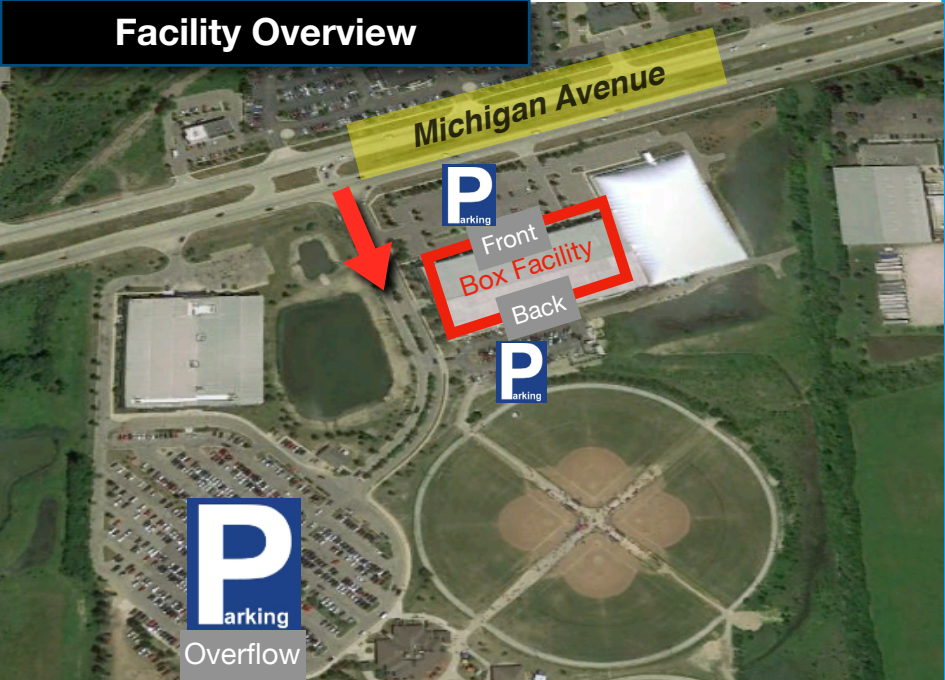 Facility Overview
Michigan Avenue
Parking
Front
Box Facility
Back
Parking
Parking
Overflow